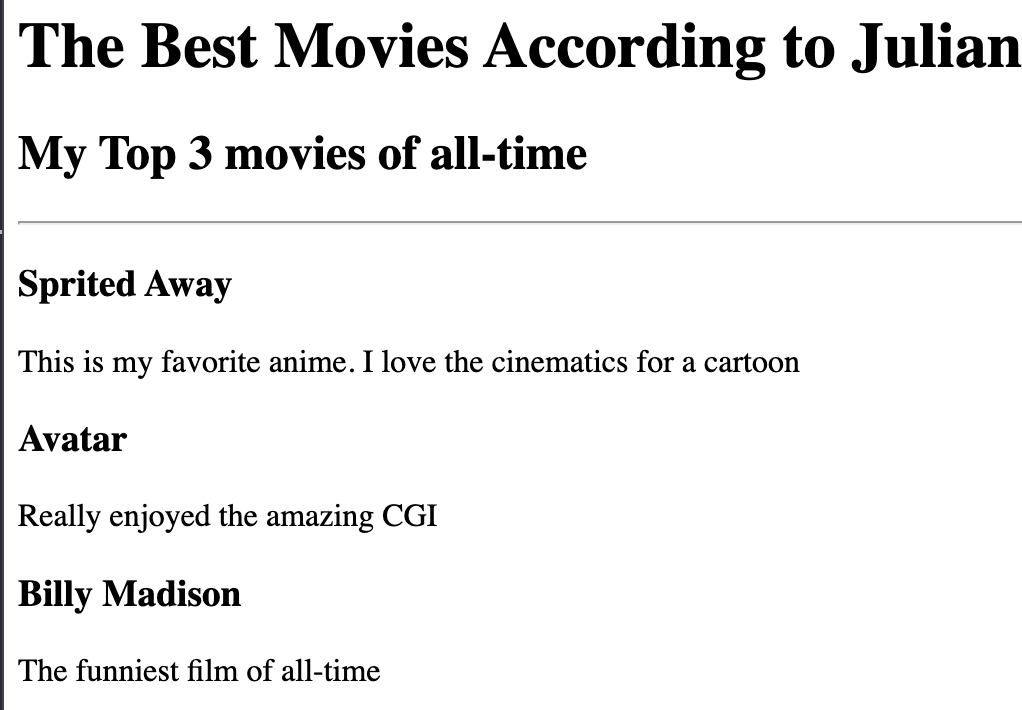 The Best Movies According to Julian
My Top 3 movies of all-time
Sprited Away
This is my favorite anime. I love the cinematics for a cartoon
Avatar
Really enjoyed the amazing CGI
Billy Madison
The funniest film of all-time